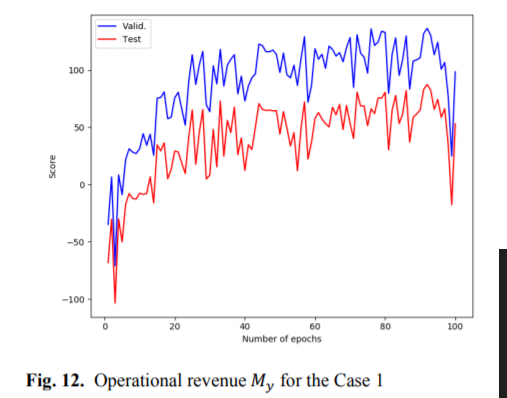 Valid.
Test
100
50
0
−50
−100
Score
0
20
40
60
80
100
Number of epochs
Fig. 12. Operational revenue My for the Case 1